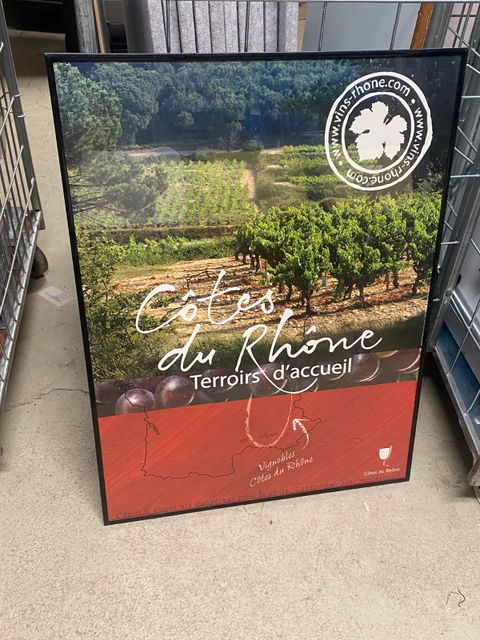 www.vins-rhone.com • www.vins-rhone.com •
Côtes
du Rhône
Terroirs d'accueil
Vignobles
Côtes du Rhône
Côtes du Rhône